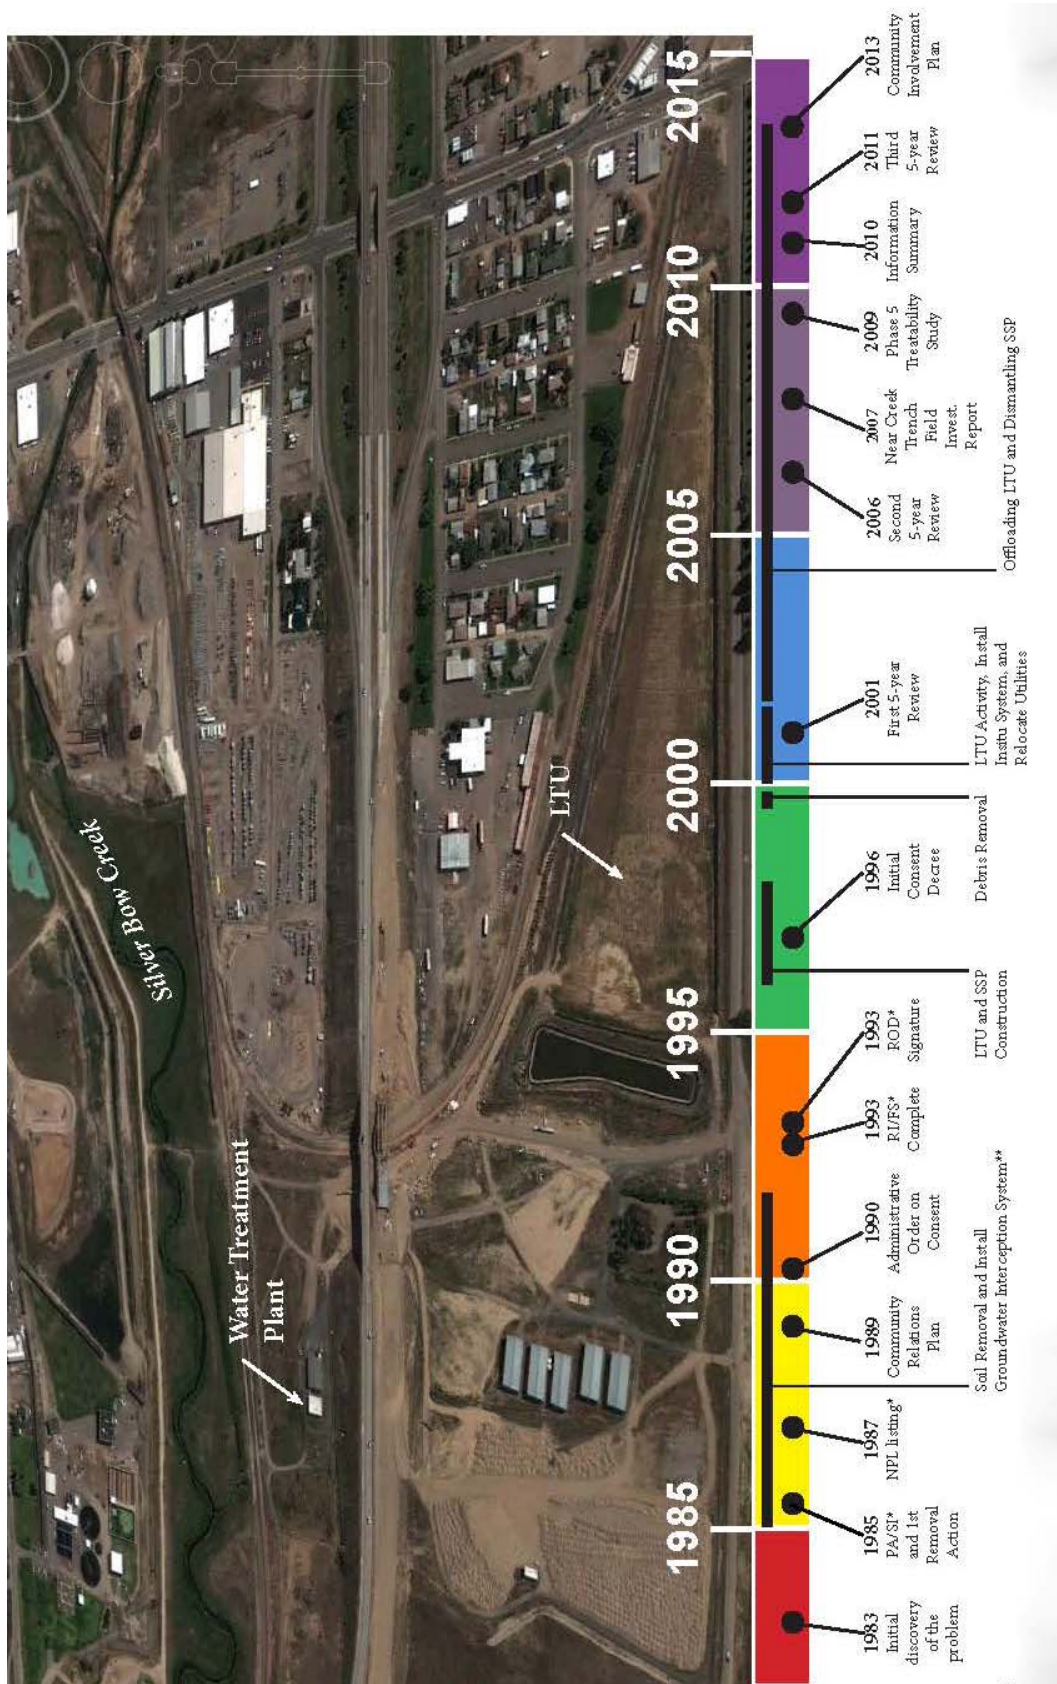 Silver Bow Creek
Water Treatment
Plant
LTU
1985
1990
1995
2000
2005
2010
2015
1983
Initial
discovery
of the
problem
1985
PA/SI*
and 1st
Removal
Action
1987
NPL listing*
1989
Community
Relations
Plan
1990
Administrative
Order on
Consent
1993
RI/FS*
Complete
1993
ROD*
Signature
1996
Initial
Consent
Decree
2001
First 5-year
Review
2006
Second
5-year
Review
2007
Near Creek
Trench
Field
Invest.
Report
2009
Phase 5
Treatability
Study
2010
Information
Summary
2011
Third
5-year
Review
2013
Community
Involvement
Plan
Soil Removal and Install
Groundwater Interception System**
LTU and SSP
Construction
Debris Removal
LTU Activity, Install
Insitu System, and
Relocate Utilities
Offloading LTU and Dismantling SSP